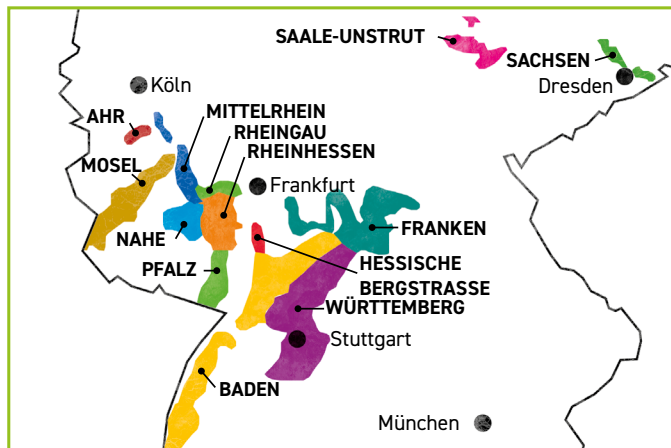 SAALE-UNSTRUT
SACHSEN
Dresden
Köln
MITTELRHEIN
AHR
RHEINGAU
RHEINHESSEN
MOSEL
Frankfurt
NAHE
FRANKEN
HESSISCHE
BERGSTRASSE
PFALZ
WÜRTTEMBERG
Stuttgart
BADEN
München